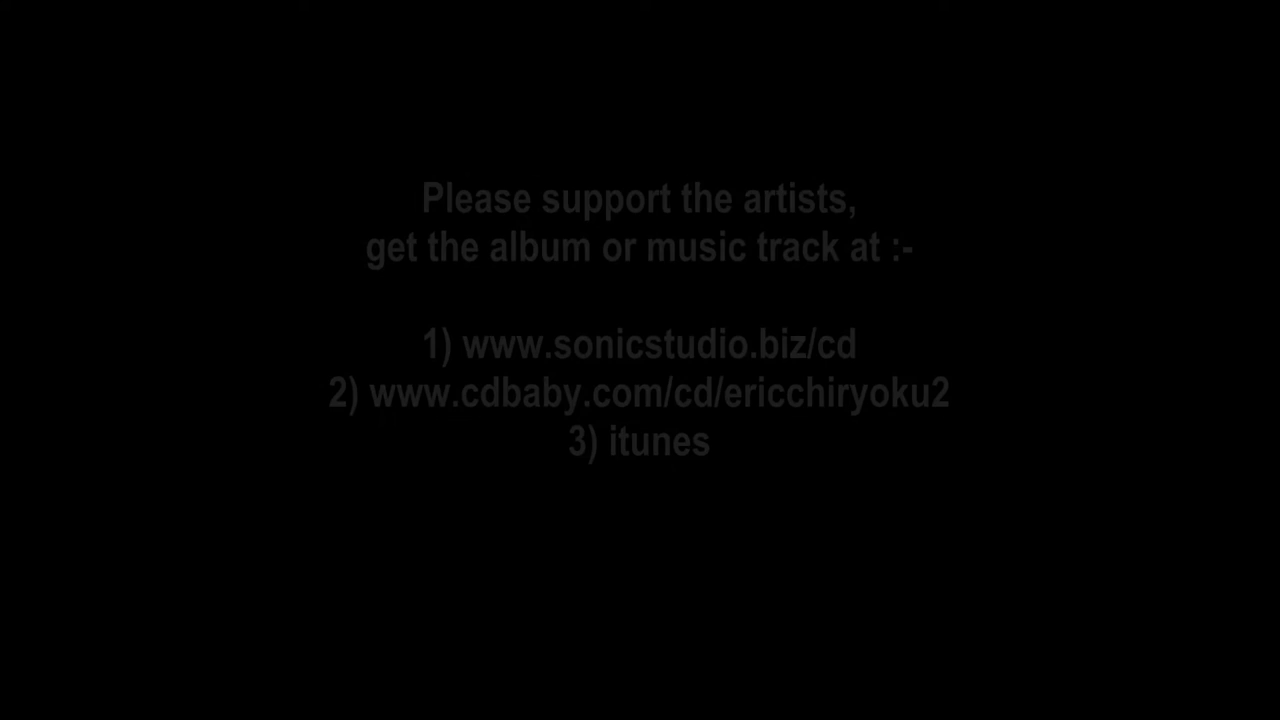 Please support the artists,
get the album or music track at :-
1) www.sonicstudio.biz/cd
2) www.cdbaby.com/cd/ericchiryoku2
3) itunes